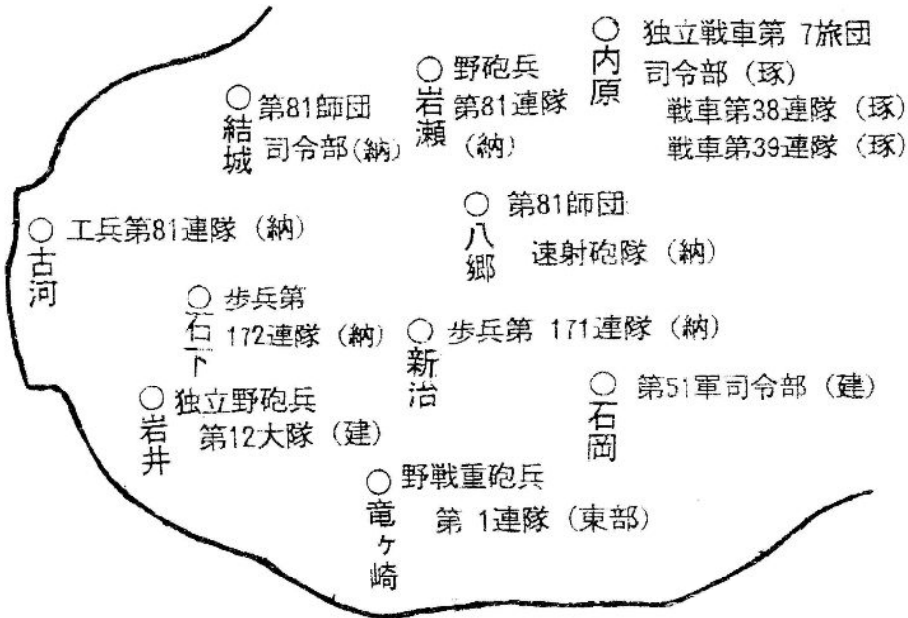 内原
独立戦車第 7旅団
司令部（琢）
戦車第38連隊（琢）
戦車第39連隊（琢）
岩瀬
野砲兵
第81連隊
（納）
結城
第81師団
司令部（納）
八郷
第81師団
速射砲隊（納）
古河
工兵第81連隊（納）
石下
歩兵第
172連隊（納）
新治
歩兵第 171連隊（納）
石岡
第51軍司令部（建）
岩井
独立野砲兵
第12大隊（建）
竜ヶ崎
野戦重砲兵
第 1連隊（東部）